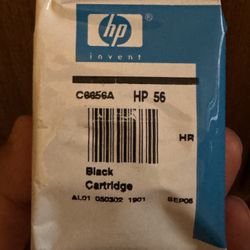 hp
invent
C6656A HP 56
HR
Black
Cartridge
AL01 050302 1901 SEP05